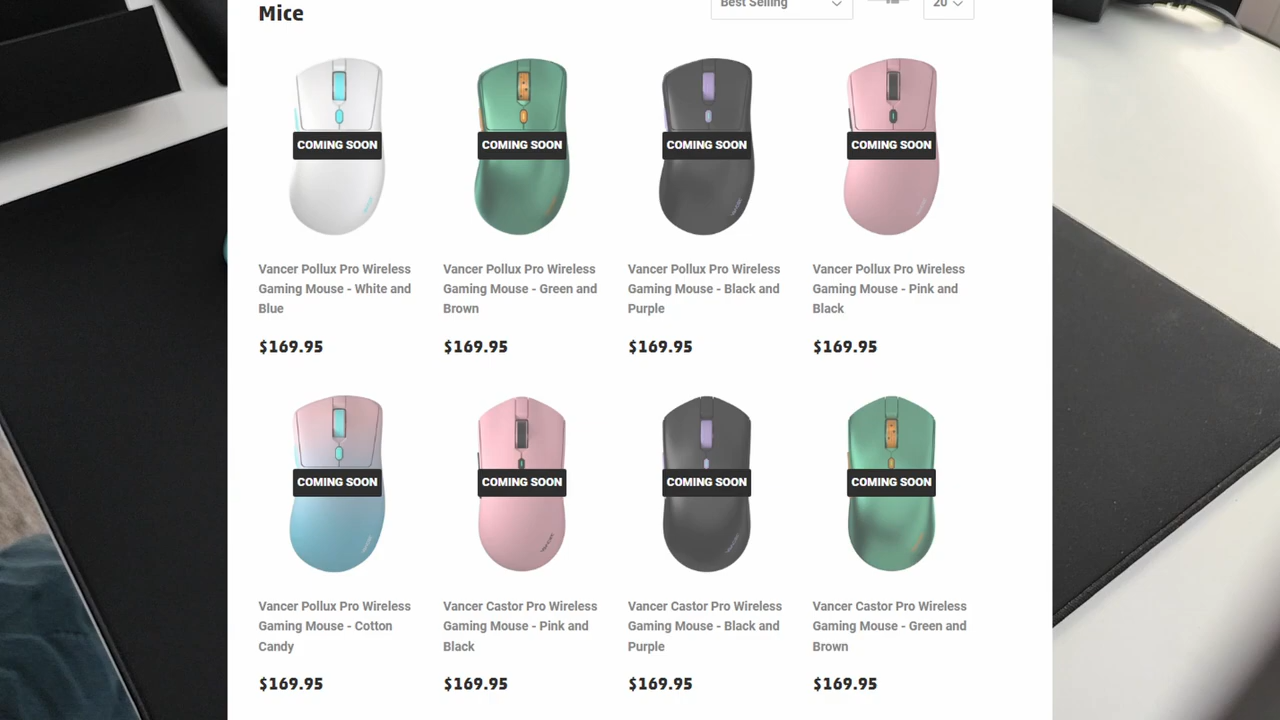 Mice
Best Selling
20
COMING SOON
COMING SOON
COMING SOON
COMING SOON
Vancer Pollux Pro Wireless
Gaming Mouse - White and
Blue
Vancer Pollux Pro Wireless
Gaming Mouse - Green and
Brown
Vancer Pollux Pro Wireless
Gaming Mouse - Black and
Purple
Vancer Pollux Pro Wireless
Gaming Mouse - Pink and
Black
$169.95
$169.95
$169.95
$169.95
COMING SOON
COMING SOON
COMING SOON
COMING SOON
Vancer Pollux Pro Wireless
Gaming Mouse - Cotton
Candy
Vancer Castor Pro Wireless
Gaming Mouse - Pink and
Black
Vancer Castor Pro Wireless
Gaming Mouse - Black and
Purple
Vancer Castor Pro Wireless
Gaming Mouse - Green and
Brown
$169.95
$169.95
$169.95
$169.95